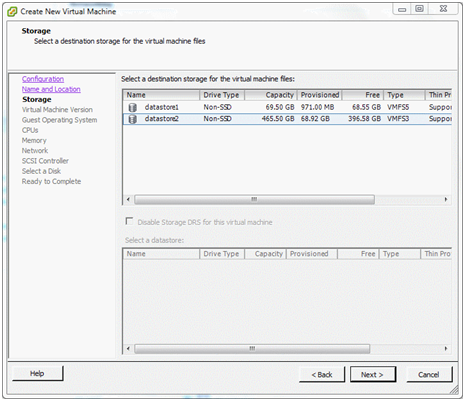 Create New Virtual Machine
Storage
Select a destination storage for the virtual machine files
Configuration
Name and Location
Storage
Virtual Machine Version
Guest Operating System
CPUs
Memory
Network
SCSI Controller
Select a Disk
Ready to Complete
Select a destination storage for the virtual machine files:
Name Drive Type Capacity Provisioned Free Type Thin Pro
datastore1 Non-SSD 69.50 GB 971.00 MB 68.55 GB VMFS5 Suppor
datastore2 Non-SSD 465.50 GB 68.92 GB 396.58 GB VMFS3 Suppor
Disable Storage DRS for this virtual machine
Select a datastore:
Name Drive Type Capacity Provisioned Free Type Thin Pro
Help < Back Next > Cancel